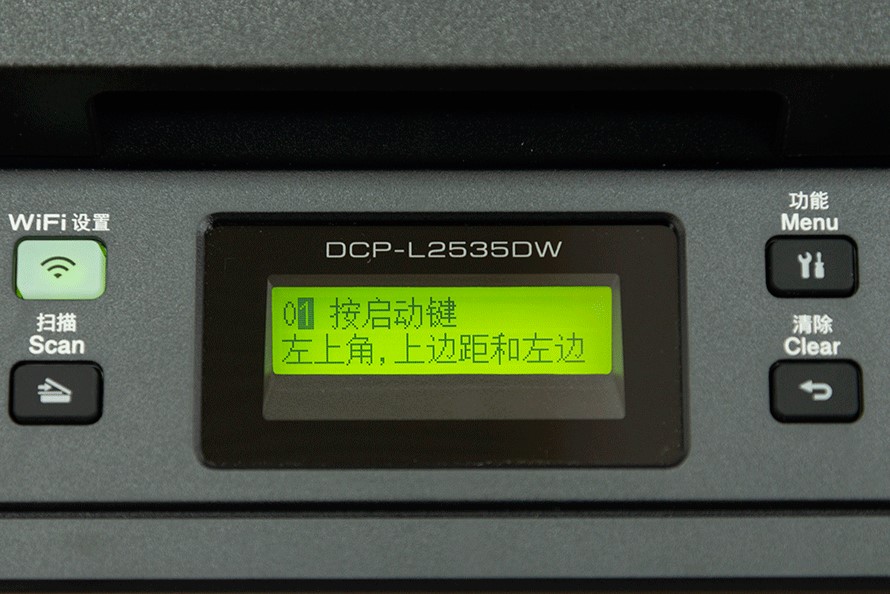 WiFi 设置
扫描
Scan
DCP-L2535DW
01 按启动键
左上角,上边距和左边
功能
Menu
清除
Clear